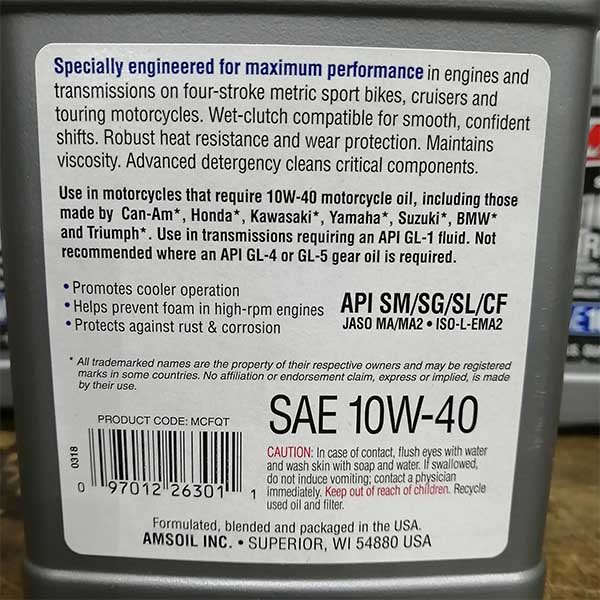 Specially engineered for maximum performance in engines and
transmissions on four-stroke metric sport bikes, cruisers and
touring motorcycles. Wet-clutch compatible for smooth, confident
shifts. Robust heat resistance and wear protection. Maintains
viscosity. Advanced detergency cleans critical components.
Use in motorcycles that require 10W-40 motorcycle oil, including those
made by Can-Am*, Honda*, Kawasaki*, Yamaha*, Suzuki*, BMW*
and Triumph*. Use in transmissions requiring an API GL-1 fluid. Not
recommended where an API GL-4 or GL-5 gear oil is required.
• Promotes cooler operation
• Helps prevent foam in high-rpm engines
• Protects against rust & corrosion
API SM/SG/SL/CF
JASO MA/MA2 • ISO-L-EMA2
* All trademarked names are the property of their respective owners and may be registered
marks in some countries. No affiliation or endorsement claim, express or implied, is made
by their use.
PRODUCT CODE: MCFQT
0318
0 97012 26301 1
SAE 10W-40
CAUTION: In case of contact, flush eyes with water
and wash skin with soap and water. If swallowed,
do not induce vomiting; contact a physician
immediately. Keep out of reach of children. Recycle
used oil and filter.
Formulated, blended and packaged in the USA.
AMSOIL INC. • SUPERIOR, WI 54880 USA